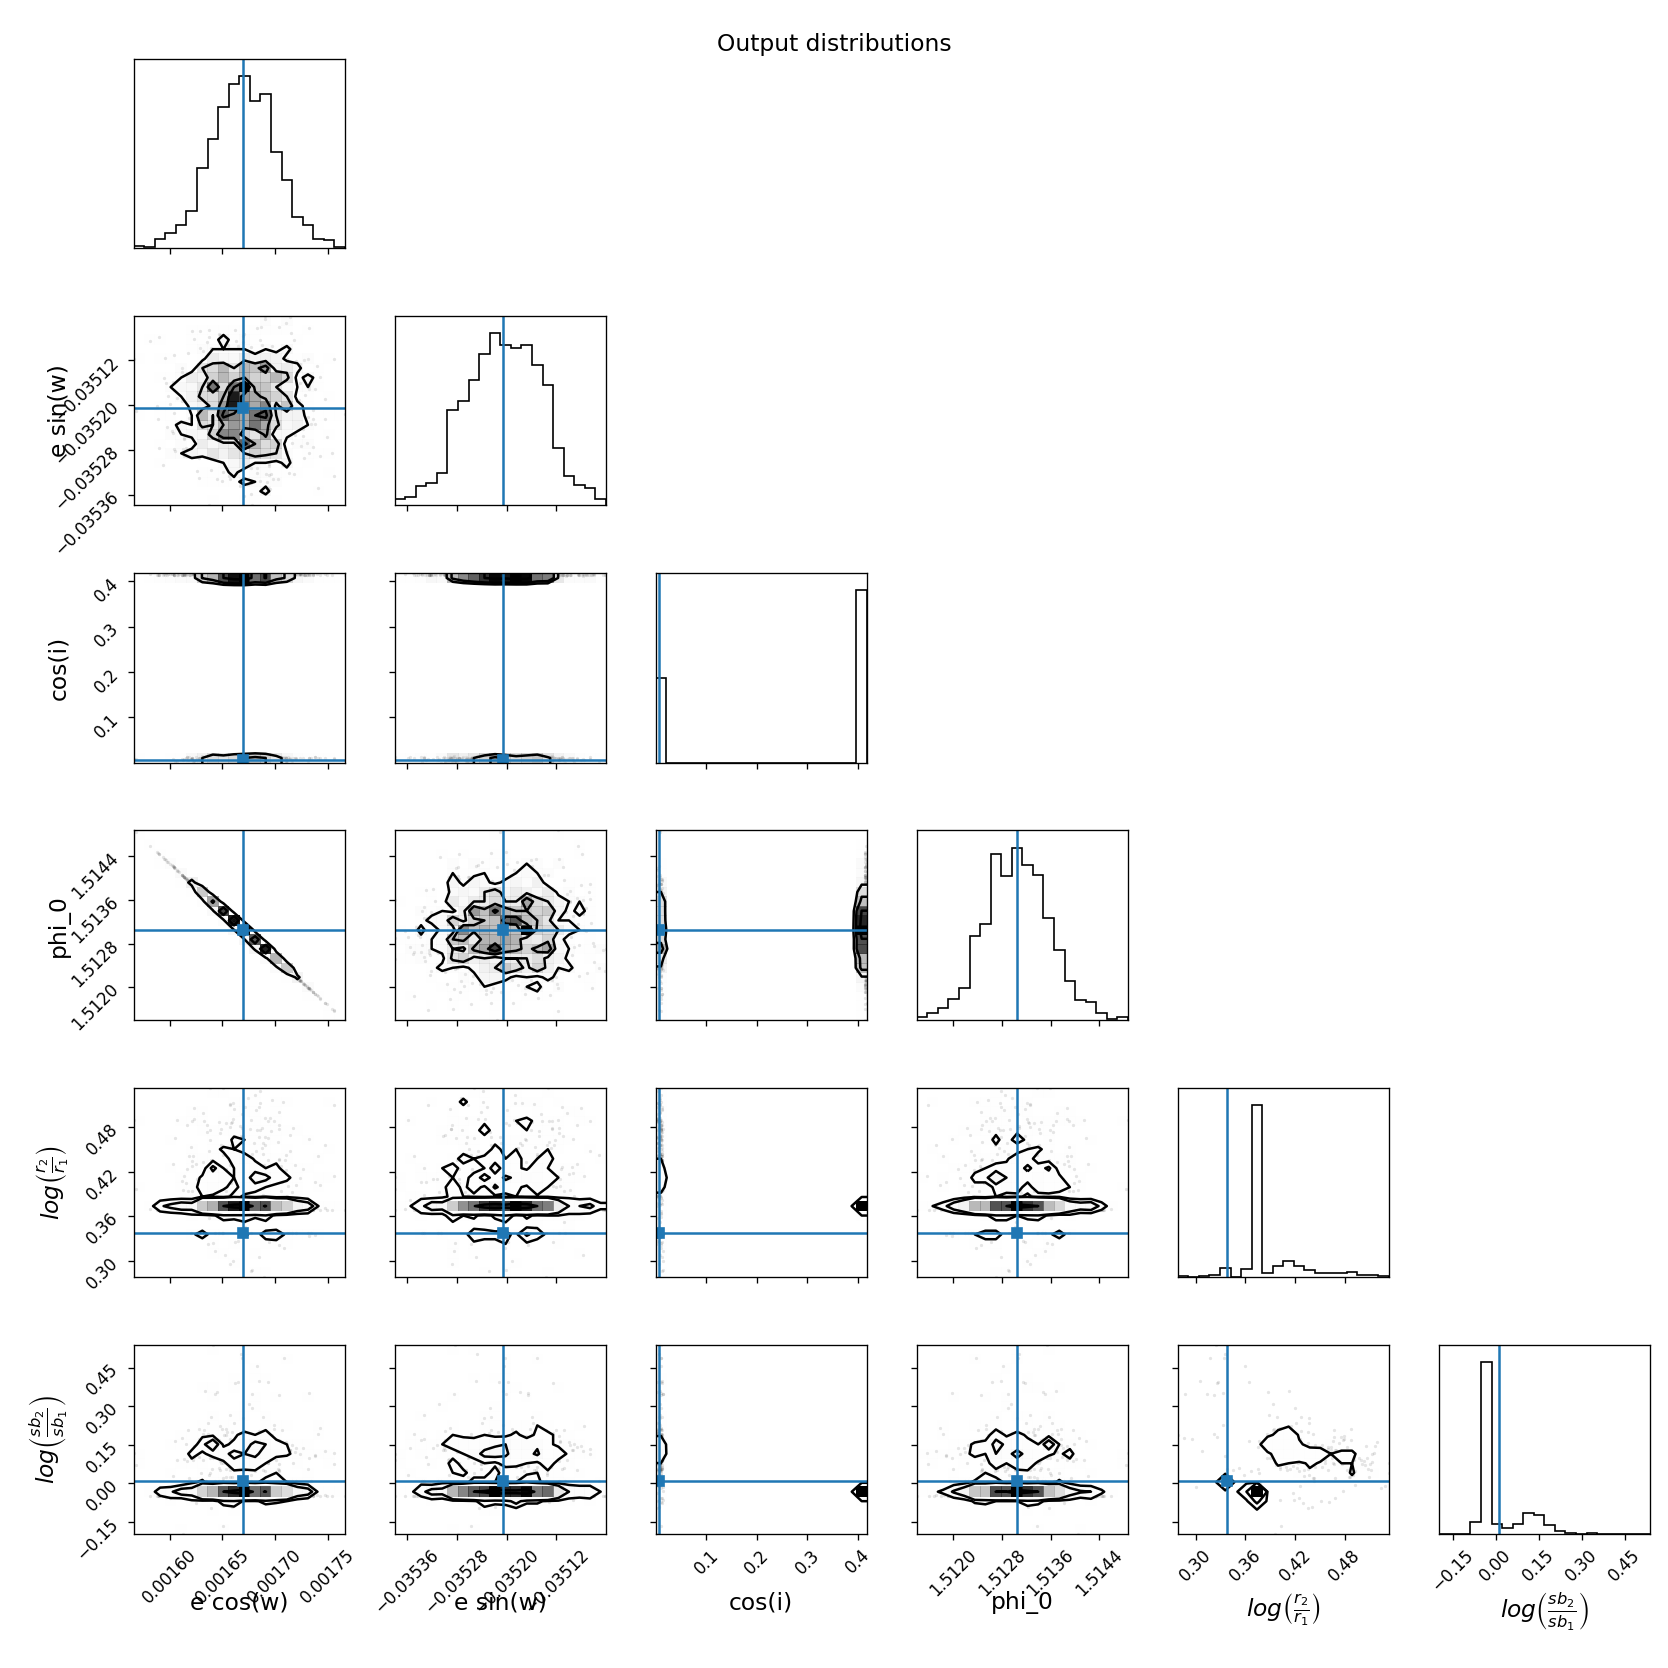 Output distributions
e sin(w)
−0.03512
−0.03520
−0.03528
−0.03536
cos(i)
0.4
0.3
0.2
0.1
phi_0
1.5144
1.5136
1.5128
1.5120
log(r₂/r₁)
0.48
0.42
0.36
0.30
log(sb₂/sb₁)
0.45
0.30
0.15
0.00
−0.15
0.00160 0.00165 0.00170 0.00175
e cos(w)
−0.03536 −0.03528 −0.03520 −0.03512
e sin(w)
0.1 0.2 0.3 0.4
cos(i)
1.5120 1.5128 1.5136 1.5144
phi_0
0.30 0.36 0.42 0.48
log(r₂/r₁)
−0.15 0.00 0.15 0.30 0.45
log(sb₂/sb₁)